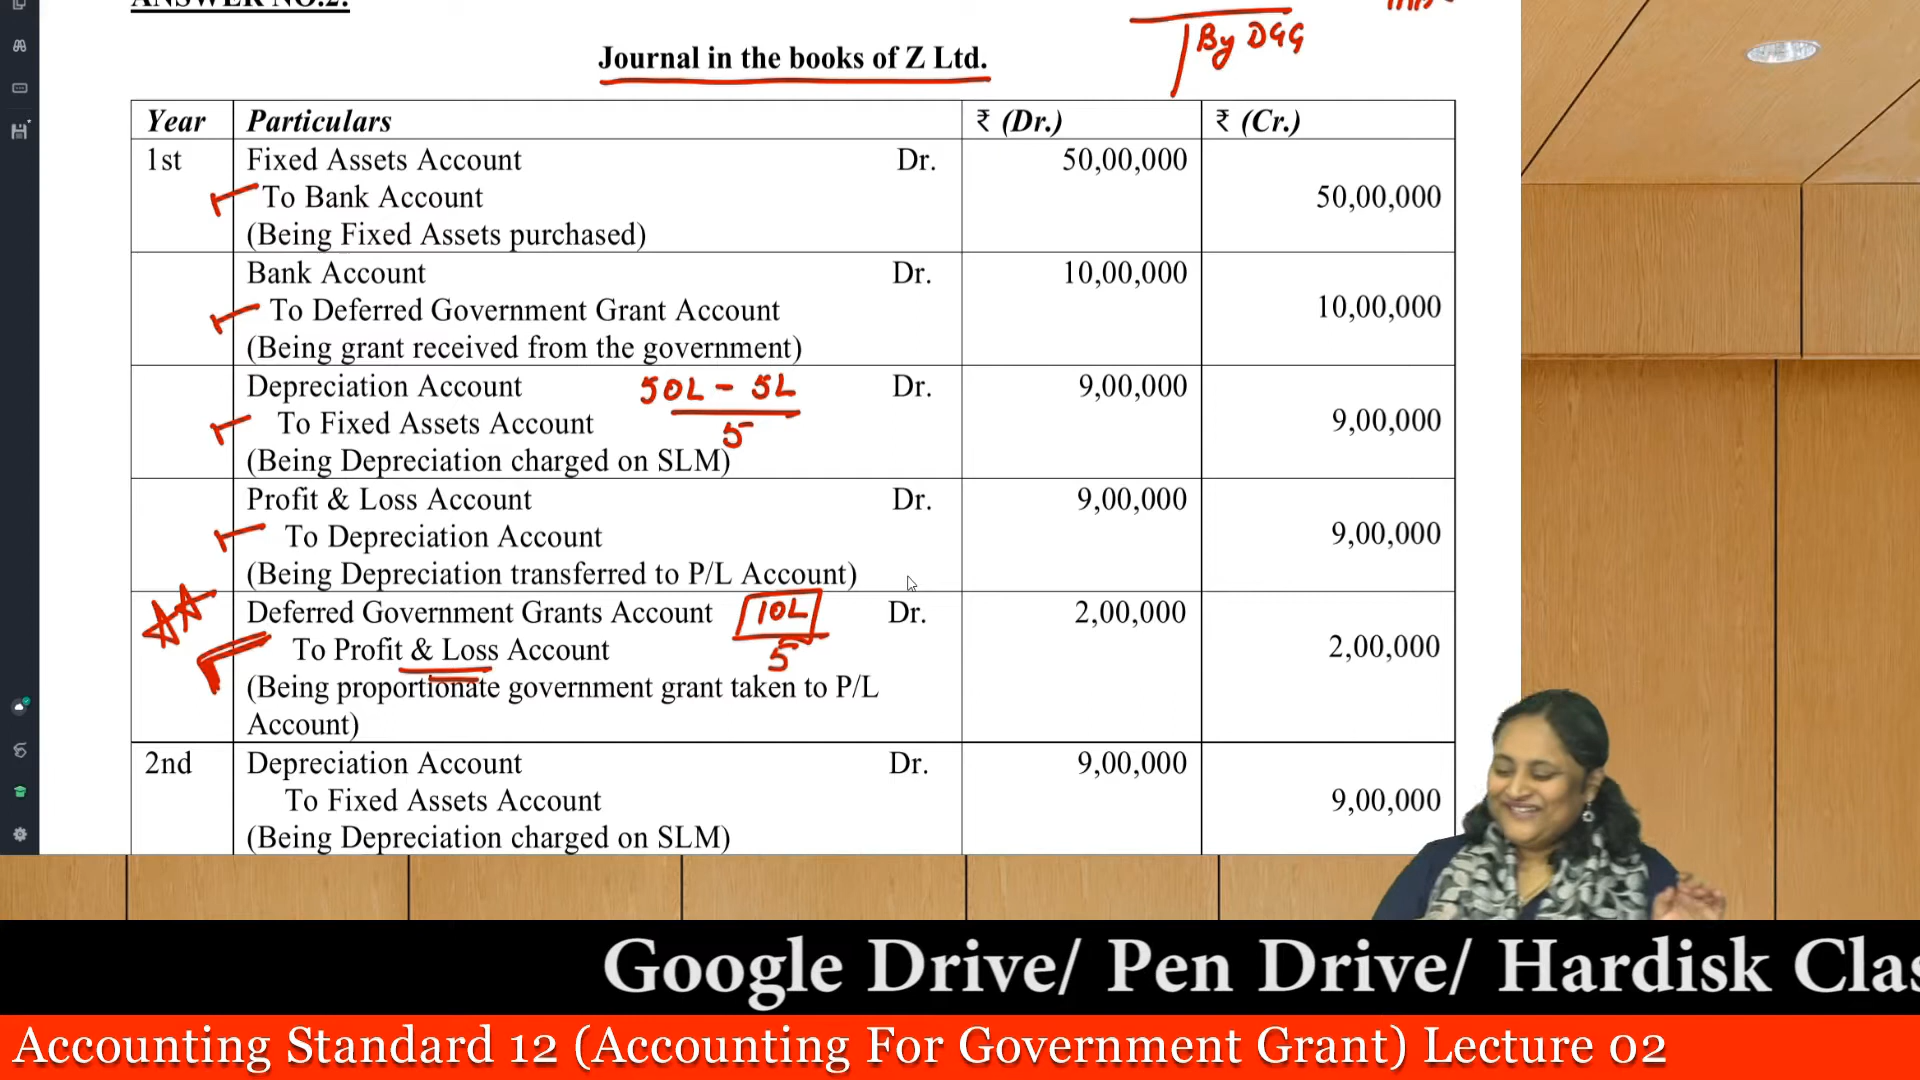 ANSWER NO.2:
By DGG
Journal in the books of Z Ltd.
Year Particulars ₹ (Dr.) ₹ (Cr.)
1st Fixed Assets Account Dr. 50,00,000
To Bank Account 50,00,000
(Being Fixed Assets purchased)
Bank Account Dr. 10,00,000
To Deferred Government Grant Account 10,00,000
(Being grant received from the government)
Depreciation Account 50L - 5L Dr. 9,00,000
To Fixed Assets Account 5 9,00,000
(Being Depreciation charged on SLM)
Profit & Loss Account Dr. 9,00,000
To Depreciation Account 9,00,000
(Being Depreciation transferred to P/L Account)
Deferred Government Grants Account 10L Dr. 2,00,000
To Profit & Loss Account 5 2,00,000
(Being proportionate government grant taken to P/L
Account)
2nd Depreciation Account Dr. 9,00,000
To Fixed Assets Account 9,00,000
(Being Depreciation charged on SLM)
Google Drive/ Pen Drive/ Hardisk Clas
Accounting Standard 12 (Accounting For Government Grant) Lecture 02